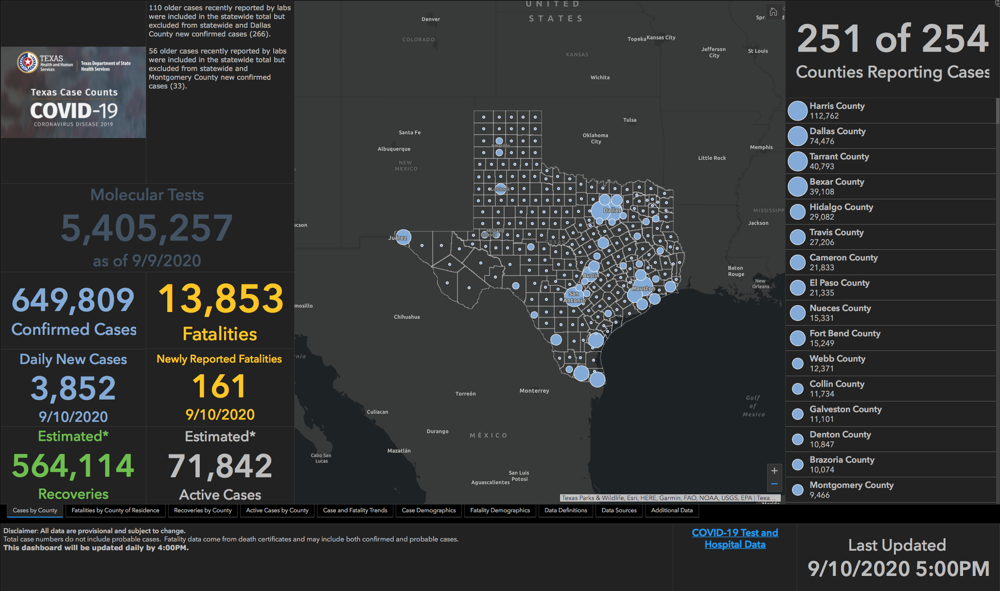 TEXAS
Health and Human
Services
Texas Department of State
Health Services
Texas Case Counts
COVID-19
CORONAVIRUS DISEASE 2019
110 older cases recently reported by labs
were included in the statewide total but
excluded from statewide and Dallas
County new confirmed cases (266).
56 older cases recently reported by labs
were included in the statewide total but
excluded from statewide and
Montgomery County new confirmed
cases (33).
Molecular Tests
5,405,257
as of 9/9/2020
649,809
Confirmed Cases
13,853
Fatalities
Daily New Cases
3,852
9/10/2020
Newly Reported Fatalities
161
9/10/2020
Estimated*
564,114
Recoveries
Estimated*
71,842
Active Cases
UNITED
STATES
Denver
COLORADO
Topeka
Kansas City
KANSAS
Jefferson
City
St Louis
Wichita
Tulsa
Santa Fe
Oklahoma
City
Albuquerque
Amarillo
Memphis
Little Rock
NEW
MEXICO
Lubbock
Dallas
MISSISSIPP
Jackson
ucson
Midland
Odessa
Juárez
TEXAS
Baton
Rouge
New
Orleans
Austin
Houston
San
Antonio
mosillo
Chihuahua
nia
Torreón
Monterrey
Gulf
of
Mexico
Culiacan
Durango
MÉXICO
Mazatlán
Cabo San
Lucas
San Luis
Potosi
Aguascalientes
+
−
Texas Parks & Wildlife, Esri, HERE, Garmin, FAO, NOAA, USGS, EPA | Texa...
251 of 254
Counties Reporting Cases
Harris County
112,762
Dallas County
74,476
Tarrant County
40,793
Bexar County
39,108
Hidalgo County
29,082
Travis County
27,206
Cameron County
21,833
El Paso County
21,335
Nueces County
15,331
Fort Bend County
15,249
Webb County
12,371
Collin County
11,734
Galveston County
11,101
Denton County
10,847
Brazoria County
10,074
Montgomery County
9,466
Cases by County
Fatalities by County of Residence
Recoveries by County
Active Cases by County
Case and Fatality Trends
Case Demographics
Fatality Demographics
Data Definitions
Data Sources
Additional Data
Disclaimer: All data are provisional and subject to change.
Total case numbers do not include probable cases. Fatality data come from death certificates and may include both confirmed and probable cases.
This dashboard will be updated daily by 4:00PM.
COVID-19 Test and
Hospital Data
Last Updated
9/10/2020 5:00PM